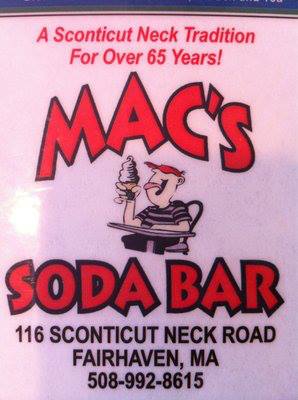 A Sconticut Neck Tradition
For Over 65 Years!
MAC'S
SODA BAR
116 SCONTICUT NECK ROAD
FAIRHAVEN, MA
508-992-8615